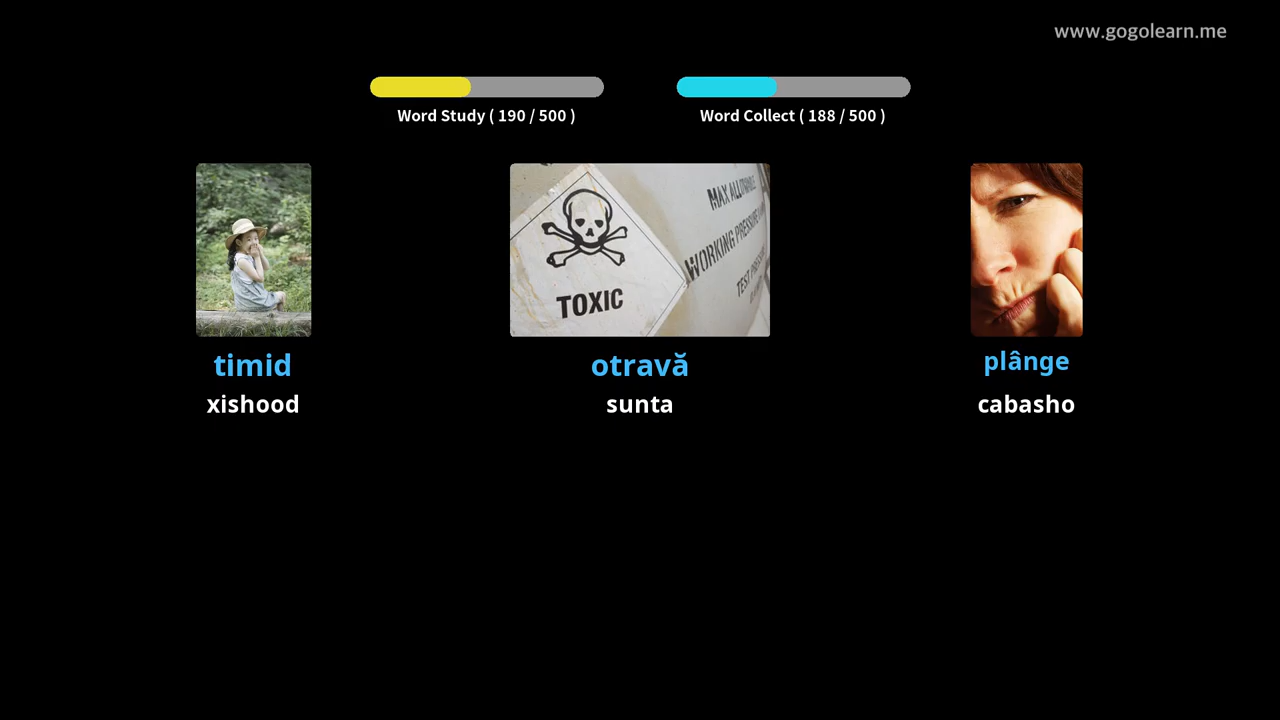 www.gogolearn.me
Word Study ( 190 / 500 )
Word Collect ( 188 / 500 )
TOXIC
MAX ALLOWABLE
WORKING PRESSURE
TEST
timid
otravă
plânge
xishood
sunta
cabasho